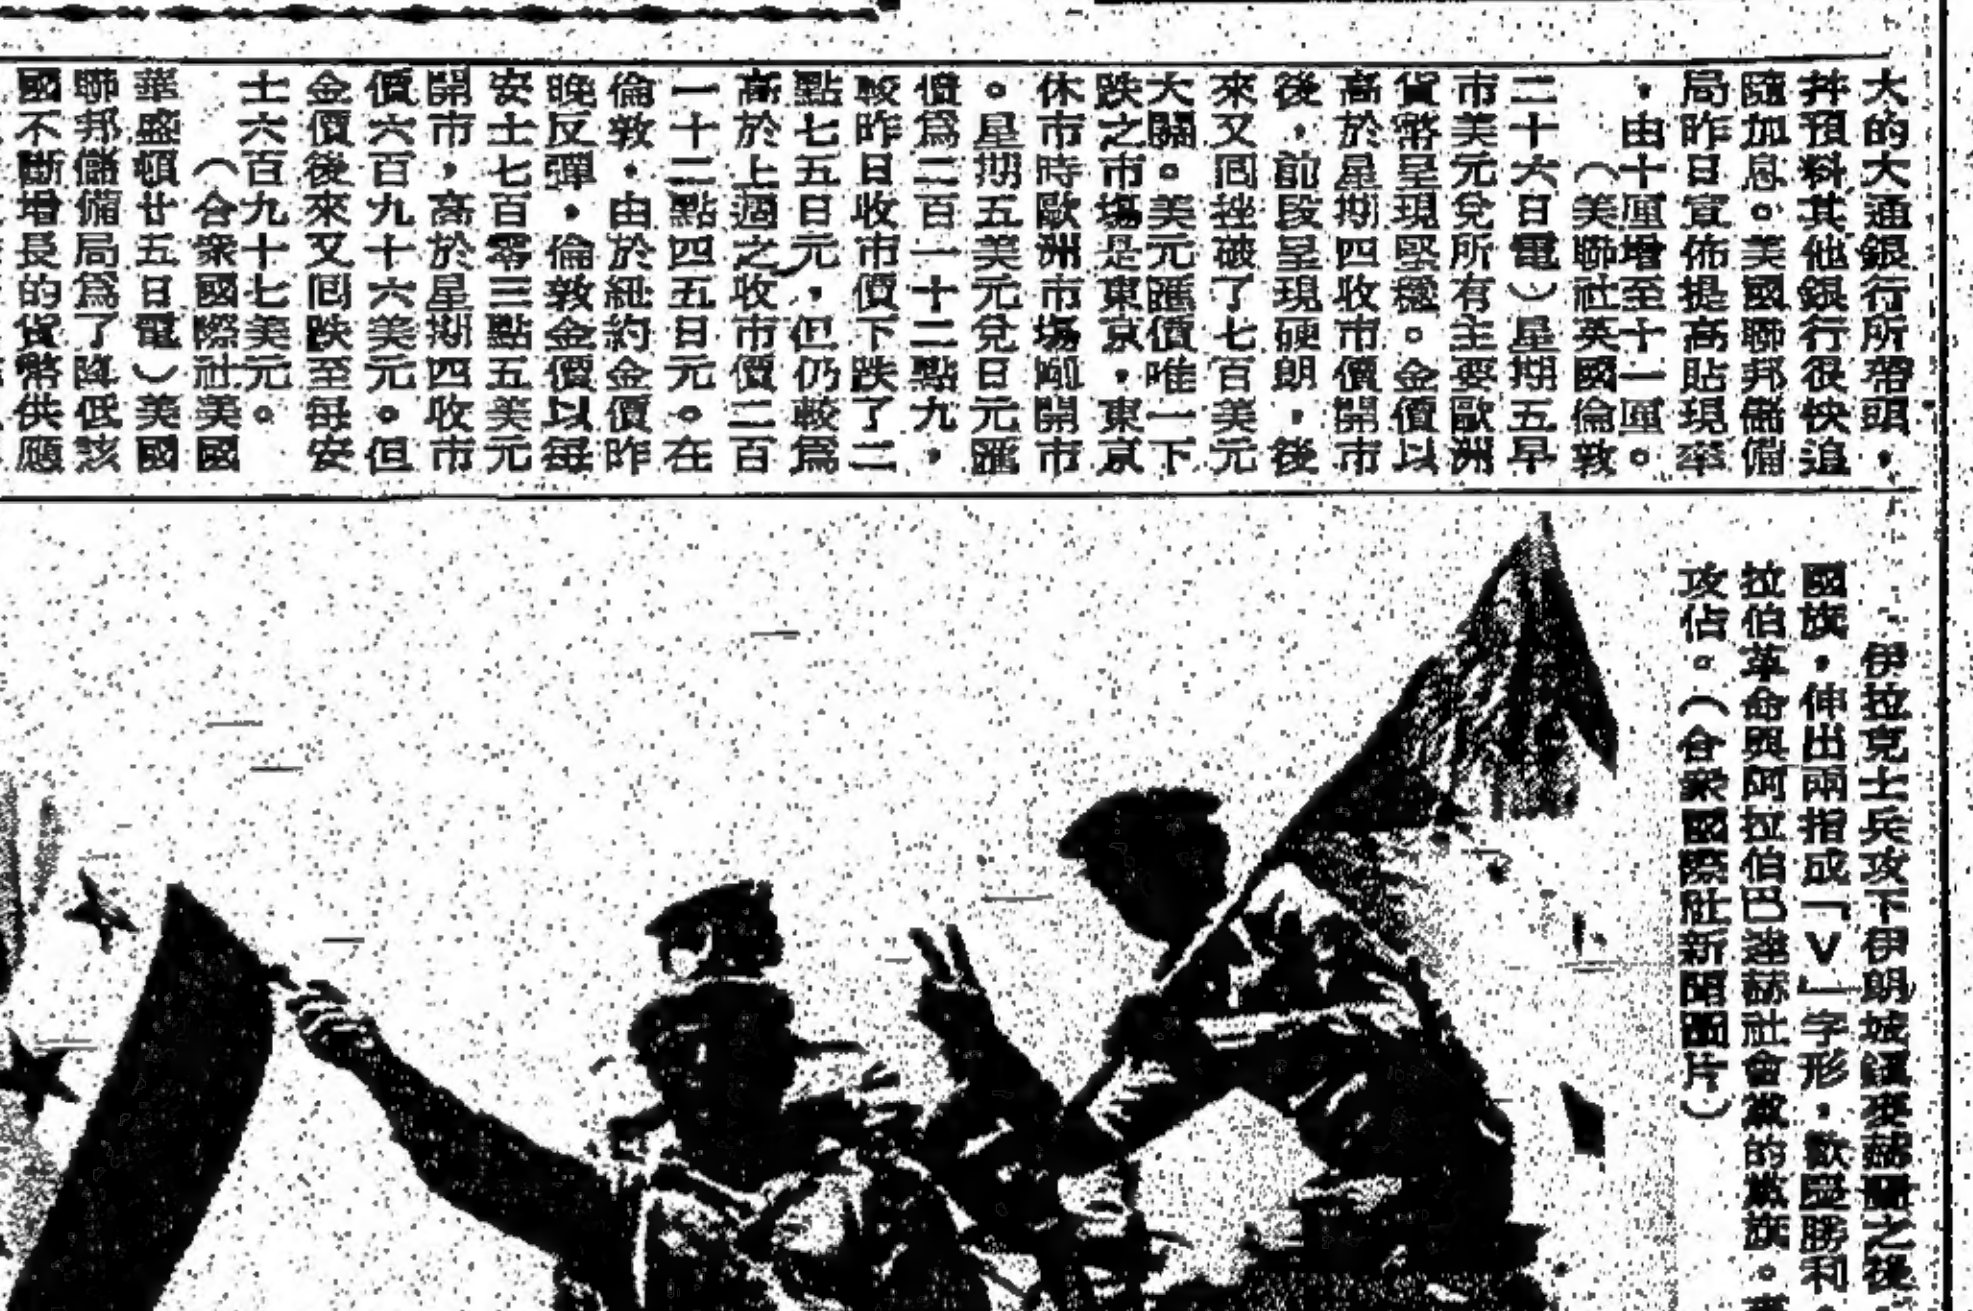 大的大通銀行所帶頭，
并預料其他銀行很快追
隨加息。美國聯邦儲備
局昨日宣佈提高貼現率
，由十厘增至十一厘。
（美聯社英國倫敦
二十六日電）星期五早
市美元兌所有主要歐洲
貨幣呈現堅穩。金價以
高於星期四收市價開市
後，前段呈現硬朗，後
來又回挫破了七百美元
大關。美元匯價唯一下
跌之市場是東京，東京
休市時歐洲市場剛開市
。星期五美元兌日元匯
價爲二百一十二點九，
較昨日收市價下跌了二
點七五日元，但仍較爲
高於上週之收市價二百
一十二點四五日元。在
倫敦，由於紐約金價昨
晚反彈，倫敦金價以每
安士七百零三點五美元
開市，高於星期四收市
價六百九十六美元。但
金價後來又回跌至每安
士六百九十七美元。
（合衆國際社美國
華盛頓廿五日電）美國
聯邦儲備局爲了降低該
國不斷增長的貨幣供應
伊拉克士兵攻下伊朗城鎮之後
國旗，伸出兩指成「V」字形，歡慶勝利
拉伯革命與阿拉伯巴達赫社會黨的黨旗。
攻佔。（合衆國際社新聞圖片）